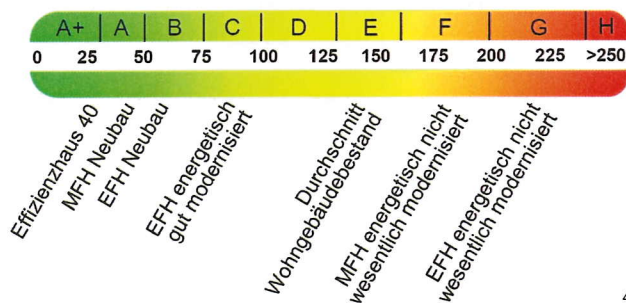 A+ A B C D E F G H
0 25 50 75 100 125 150 175 200 225 >250
Effizienzhaus 40
MFH Neubau
EFH Neubau
EFH energetisch
gut modernisiert
Durchschnitt
Wohngebäudebestand
MFH energetisch nicht
wesentlich modernisiert
EFH energetisch nicht
wesentlich modernisiert